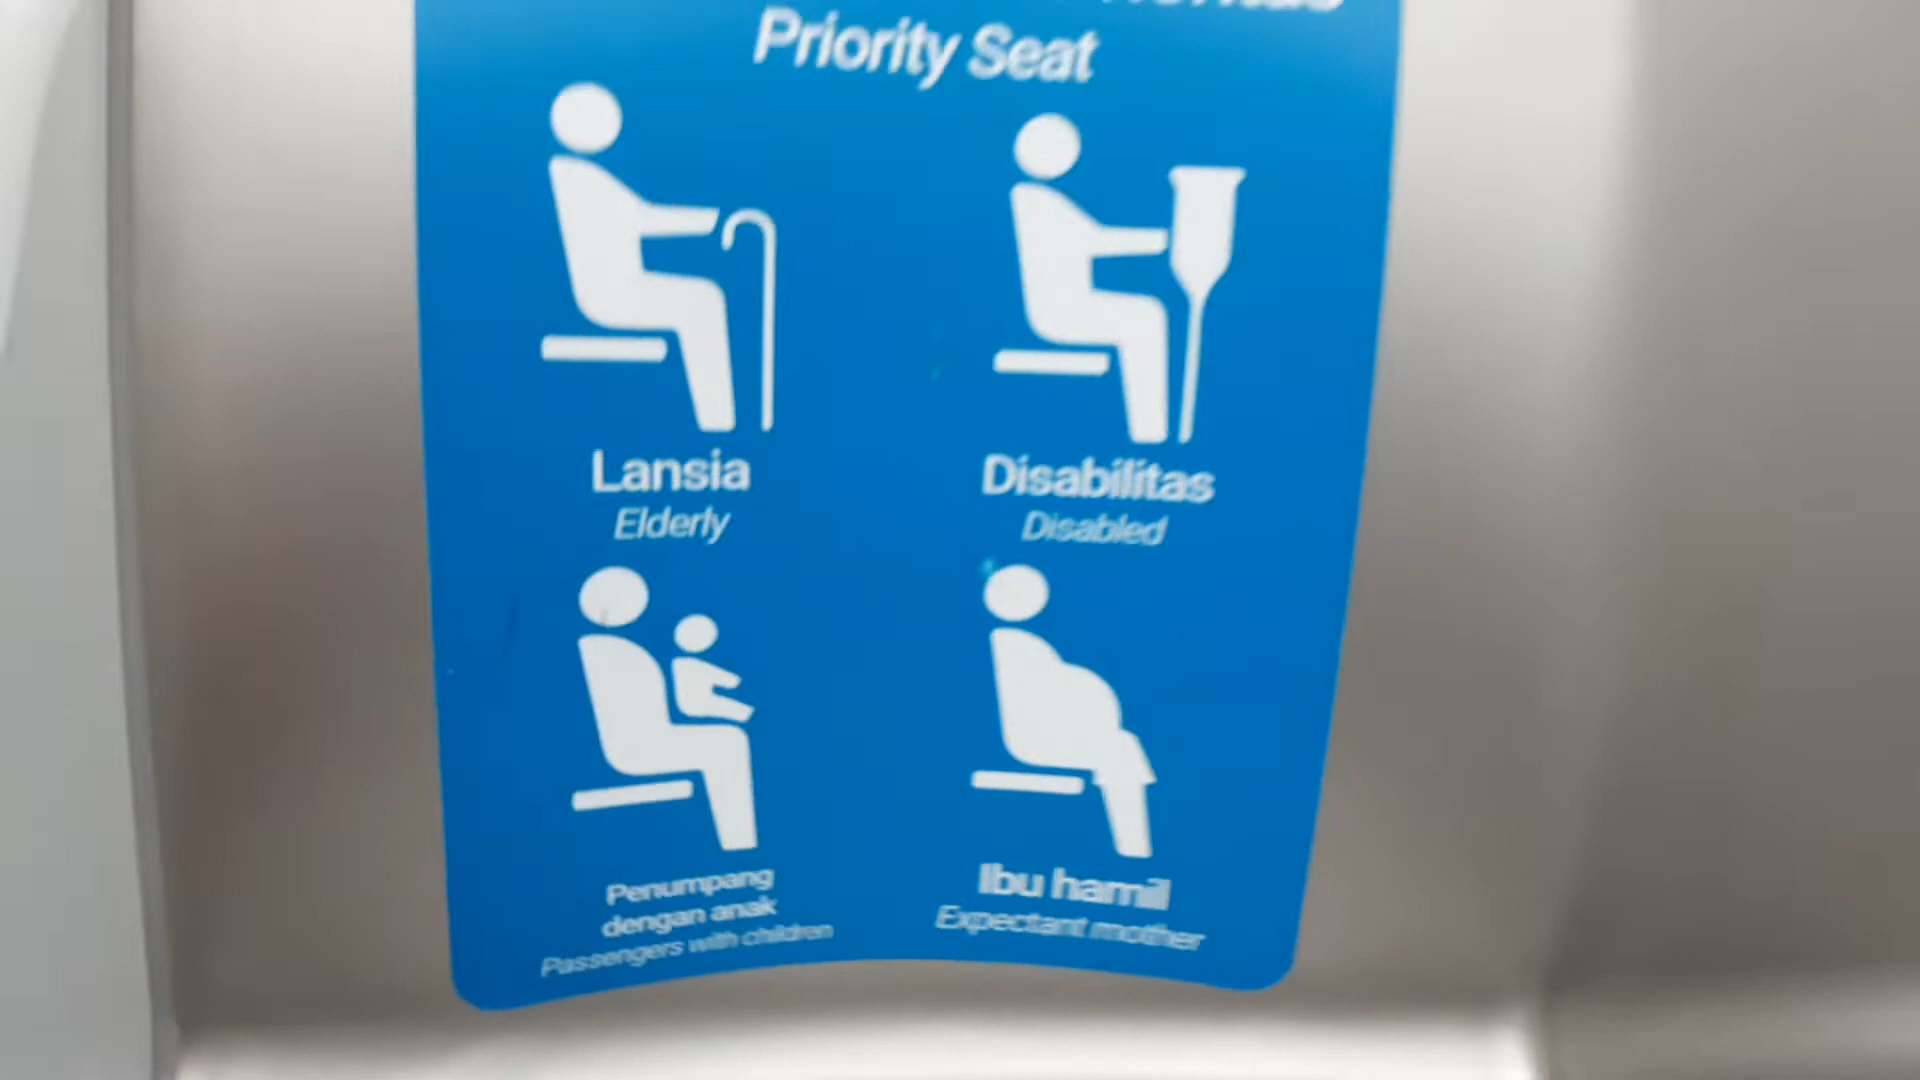 Priority Seat
Lansia
Elderly
Disabilitas
Disabled
Penumpang
dengan anak
Passengers with children
Ibu hamil
Expectant mother